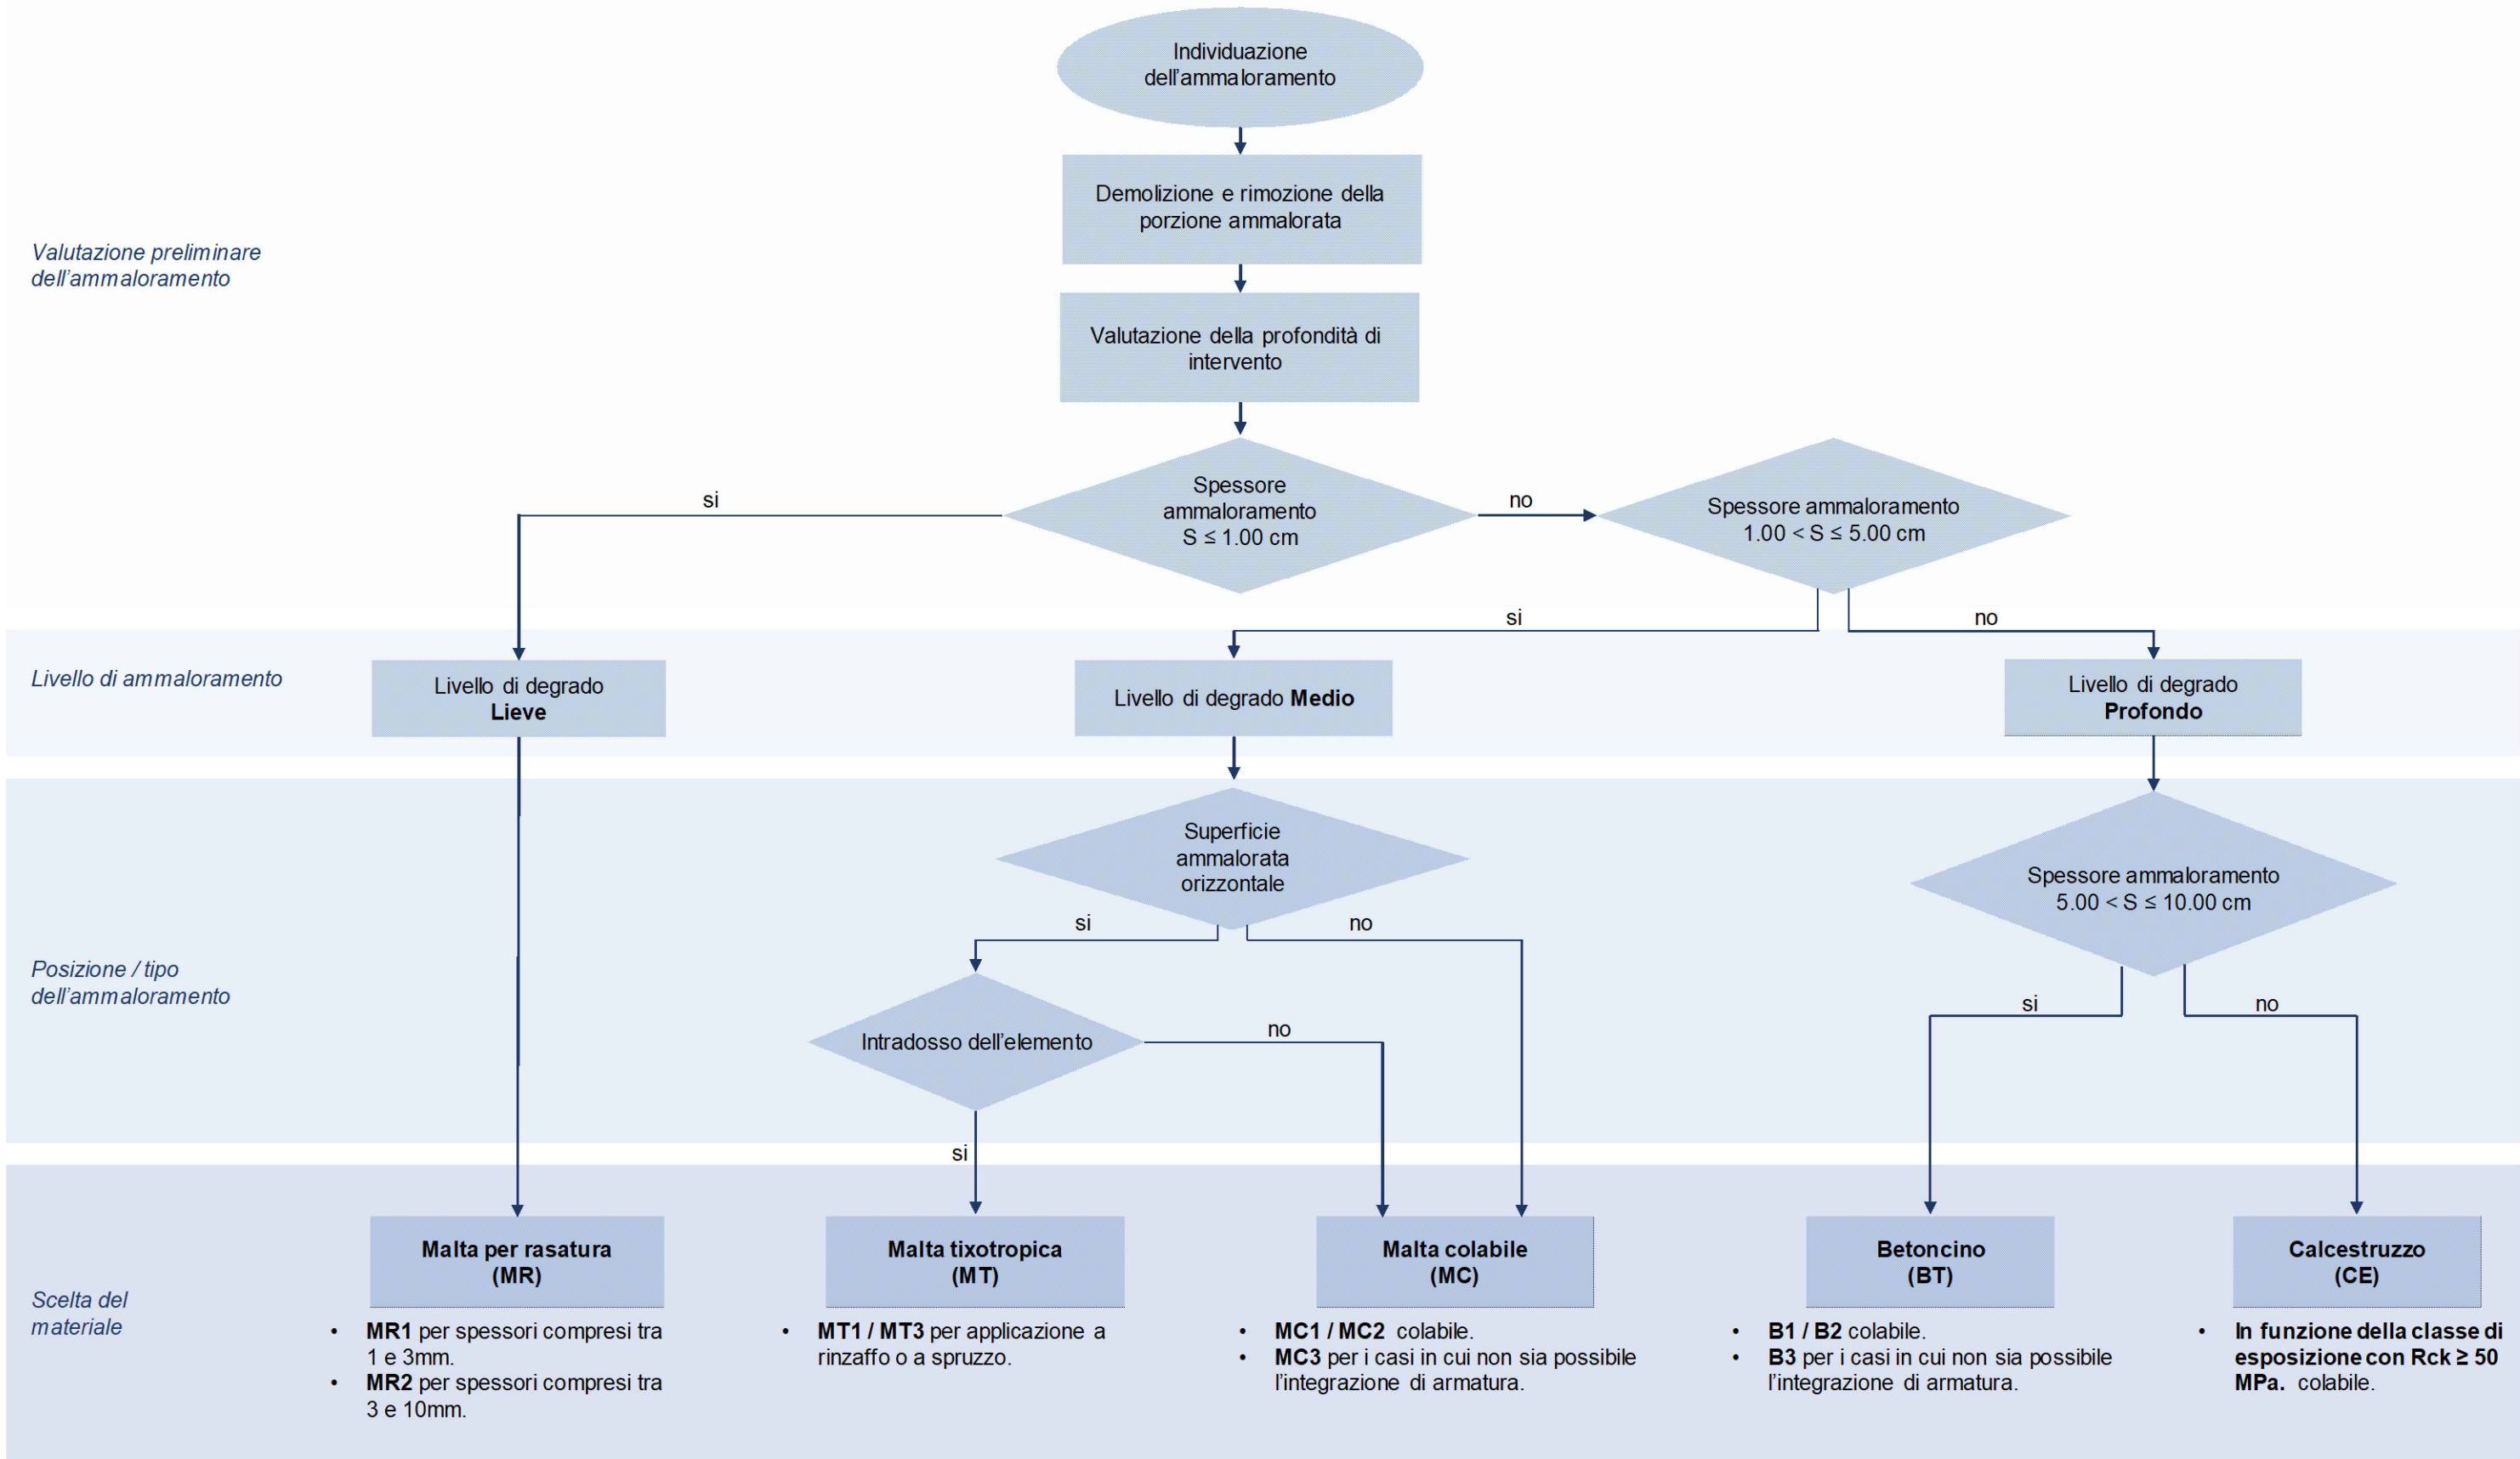 Individuazione
dell'ammaloramento
Demolizione e rimozione della
porzione ammalorata
Valutazione preliminare
dell'ammaloramento
Valutazione della profondità di
intervento
Spessore
ammaloramento
S ≤ 1.00 cm
si
no
Spessore ammaloramento
1.00 < S ≤ 5.00 cm
si
no
Livello di ammaloramento
Livello di degrado
Lieve
Livello di degrado Medio
Livello di degrado
Profondo
Superficie
ammalorata
orizzontale
si
no
Spessore ammaloramento
5.00 < S ≤ 10.00 cm
si
no
Posizione / tipo
dell'ammaloramento
Intradosso dell'elemento
no
si
Scelta del
materiale
Malta per rasatura
(MR)
• MR1 per spessori compresi tra
1 e 3mm.
• MR2 per spessori compresi tra
3 e 10mm.
Malta tixotropica
(MT)
• MT1 / MT3 per applicazione a
rinzaffo o a spruzzo.
Malta colabile
(MC)
• MC1 / MC2 colabile.
• MC3 per i casi in cui non sia possibile
l'integrazione di armatura.
Betoncino
(BT)
• B1 / B2 colabile.
• B3 per i casi in cui non sia possibile
l'integrazione di armatura.
Calcestruzzo
(CE)
• In funzione della classe di
esposizione con Rck ≥ 50
MPa. colabile.